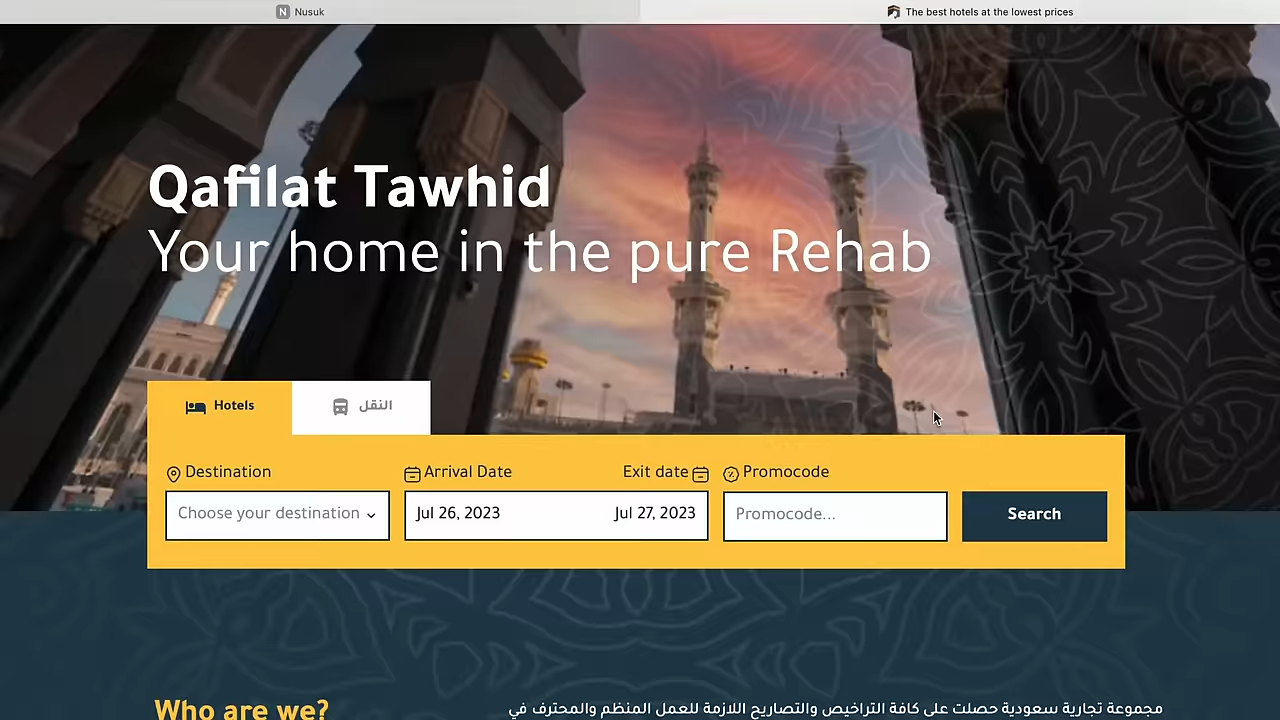 Nusuk
The best hotels at the lowest prices
Qafilat Tawhid
Your home in the pure Rehab
Hotels
النقل
Destination
Arrival Date
Exit date
Promocode
Choose your destination
Jul 26, 2023
Jul 27, 2023
Promocode...
Search
Who are we?
مجموعة تجارية سعودية حصلت على كافة التراخيص والتصاريح اللازمة للعمل المنظم والمحترف في